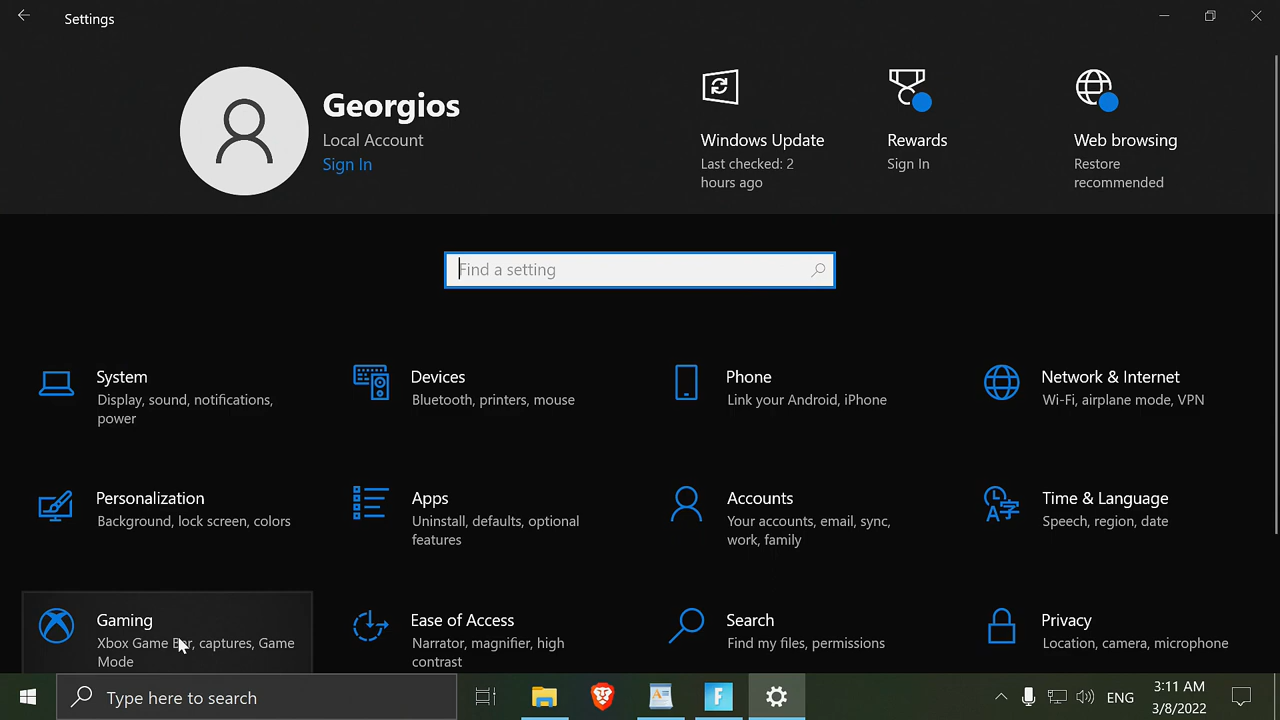 Settings
Georgios
Local Account
Sign In
Windows Update
Last checked: 2
hours ago
Rewards
Sign In
Web browsing
Restore
recommended
Find a setting
System
Display, sound, notifications,
power
Devices
Bluetooth, printers, mouse
Phone
Link your Android, iPhone
Network & Internet
Wi-Fi, airplane mode, VPN
Personalization
Background, lock screen, colors
Apps
Uninstall, defaults, optional
features
Accounts
Your accounts, email, sync,
work, family
Time & Language
Speech, region, date
Gaming
Xbox Game Bar, captures, Game
Mode
Ease of Access
Narrator, magnifier, high
contrast
Search
Find my files, permissions
Privacy
Location, camera, microphone
Type here to search
ENG
3:11 AM
3/8/2022